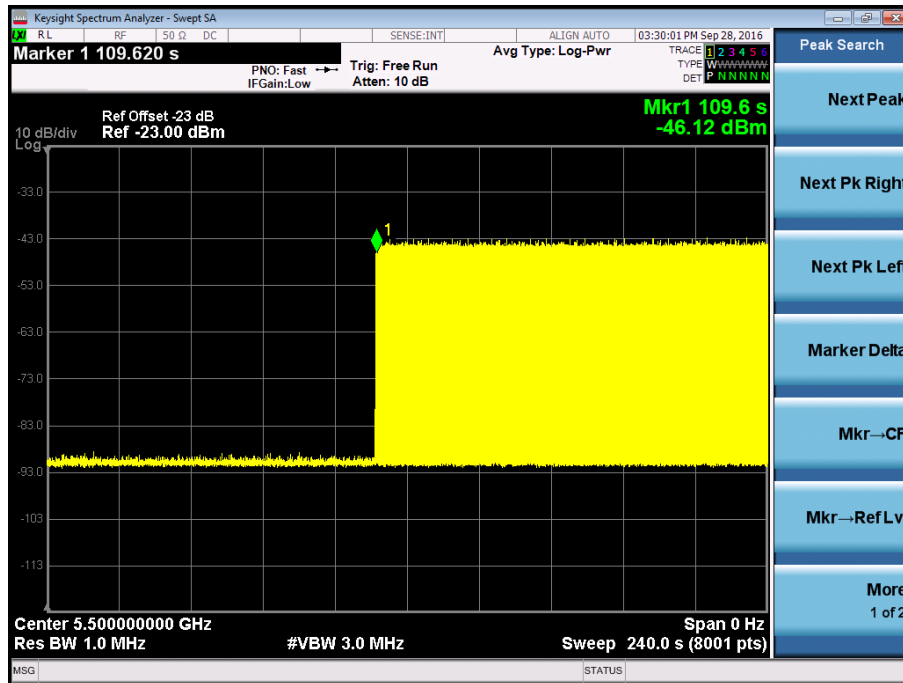 Keysight Spectrum Analyzer - Swept SA
LXI RL RF 50 Ω DC SENSE:INT ALIGN AUTO 03:30:01 PM Sep 28, 2016
Marker 1 109.620 s
PNO: Fast
IFGain:Low
Trig: Free Run
Atten: 10 dB
Avg Type: Log-Pwr
TRACE 1 2 3 4 5 6
TYPE WWWWWW
DET P N N N N N
Peak Search
Mkr1 109.6 s
-46.12 dBm
Ref Offset -23 dB
10 dB/div Ref -23.00 dBm
Log
-33.0
-43.0
-53.0
-63.0
-73.0
-83.0
-93.0
-103
-113
1
Center 5.500000000 GHz Span 0 Hz
Res BW 1.0 MHz #VBW 3.0 MHz Sweep 240.0 s (8001 pts)
MSG STATUS
Next Peak
Next Pk Right
Next Pk Lef
Marker Delta
Mkr→CF
Mkr→Ref Lv
More
1 of 2